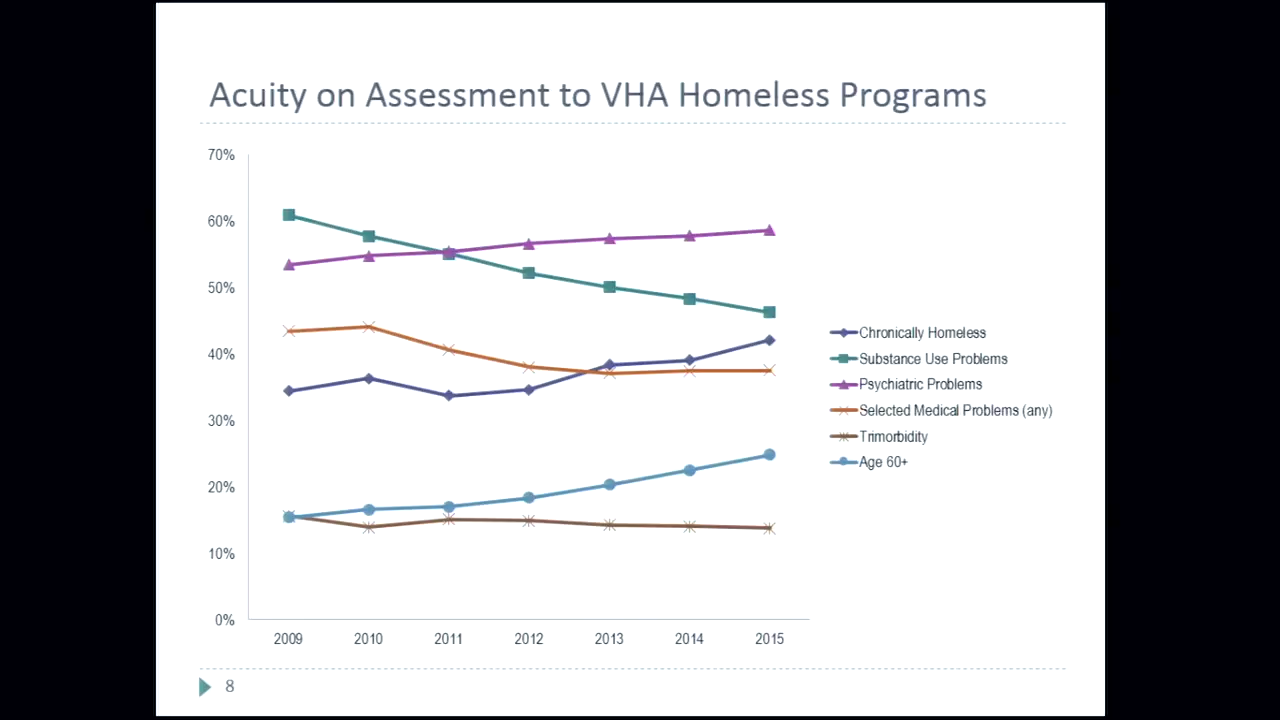 Acuity on Assessment to VHA Homeless Programs
70%
60%
50%
40%
30%
20%
10%
0%
2009 2010 2011 2012 2013 2014 2015
Chronically Homeless
Substance Use Problems
Psychiatric Problems
Selected Medical Problems (any)
Trimorbidity
Age 60+
8